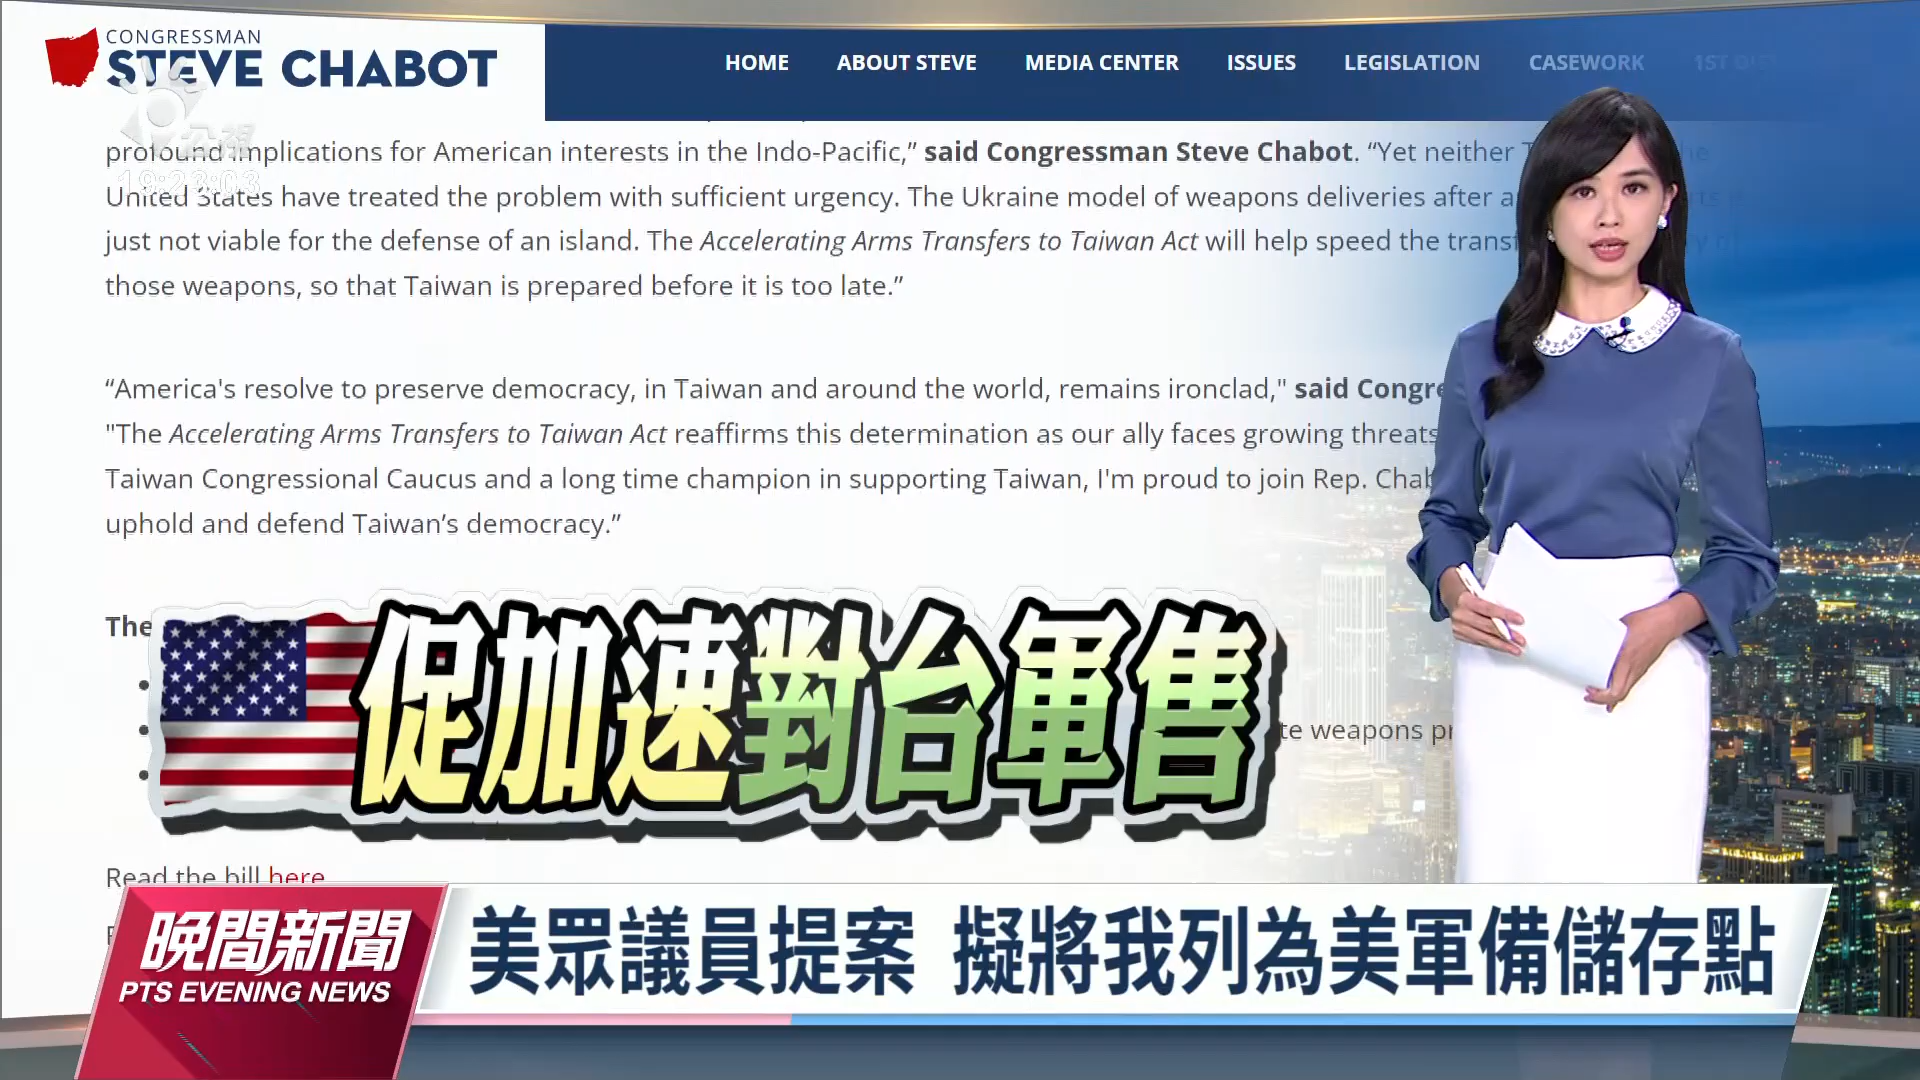 CONGRESSMAN
STEVE CHABOT
HOME ABOUT STEVE MEDIA CENTER ISSUES LEGISLATION CASEWORK 1ST
公視
19:23:03
profound implications for American interests in the Indo-Pacific,” said Congressman Steve Chabot. “Yet neither
United States have treated the problem with sufficient urgency. The Ukraine model of weapons deliveries after
just not viable for the defense of an island. The Accelerating Arms Transfers to Taiwan Act will help speed the
those weapons, so that Taiwan is prepared before it is too late.”
“America's resolve to preserve democracy, in Taiwan and around the world, remains ironclad," said
"The Accelerating Arms Transfers to Taiwan Act reaffirms this determination as our ally faces growing threats
Taiwan Congressional Caucus and a long time champion in supporting Taiwan, I'm proud to join Rep.
uphold and defend Taiwan’s democracy.”
The
促加速對台軍售
weapons
Read the bill here
晚間新聞
PTS EVENING NEWS
美眾議員提案 擬將我列為美軍備儲存點